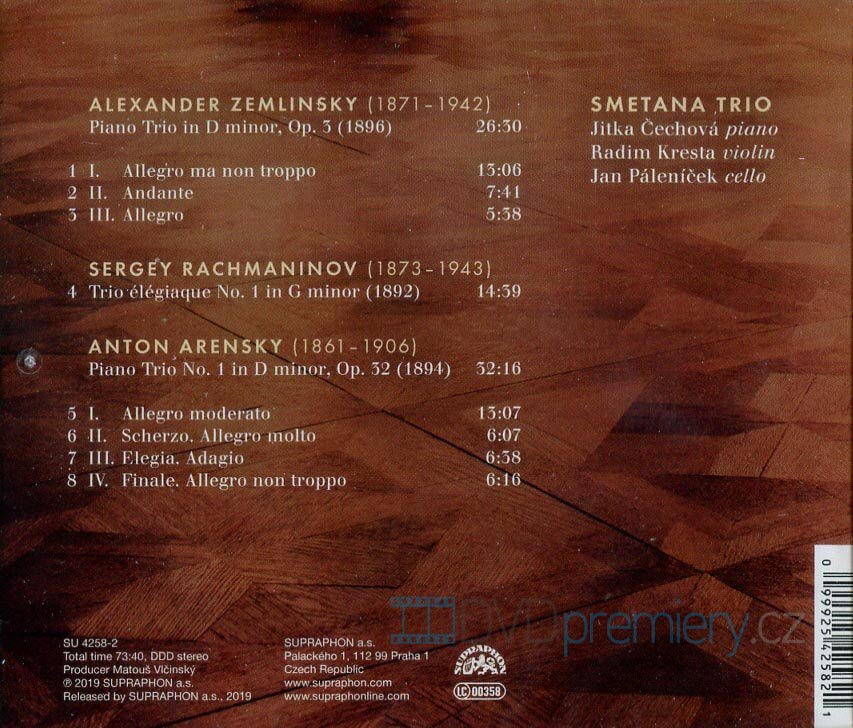 ALEXANDER ZEMLINSKY (1871–1942)
Piano Trio in D minor, Op. 3 (1896) 26:30
1 I. Allegro ma non troppo 13:06
2 II. Andante 7:41
3 III. Allegro 5:38
SERGEY RACHMANINOV (1873–1943)
4 Trio élégiaque No. 1 in G minor (1892) 14:39
ANTON ARENSKY (1861–1906)
Piano Trio No. 1 in D minor, Op. 32 (1894) 32:16
5 I. Allegro moderato 13:07
6 II. Scherzo. Allegro molto 6:07
7 III. Elegia. Adagio 6:38
8 IV. Finale. Allegro non troppo 6:16
SMETANA TRIO
Jitka Čechová piano
Radim Kresta violin
Jan Páleníček cello
SU 4258-2
Total time 73:40, DDD stereo
Producer Matouš Vlčinský
℗ 2019 SUPRAPHON a.s.
Released by SUPRAPHON a.s., 2019
SUPRAPHON a.s.
Palackého 1, 112 99 Praha 1
Czech Republic
www.supraphon.com
www.supraphonline.com
SUPRAPHON
LC 00358
DVDpremiery.cz
0 99925 42582 1